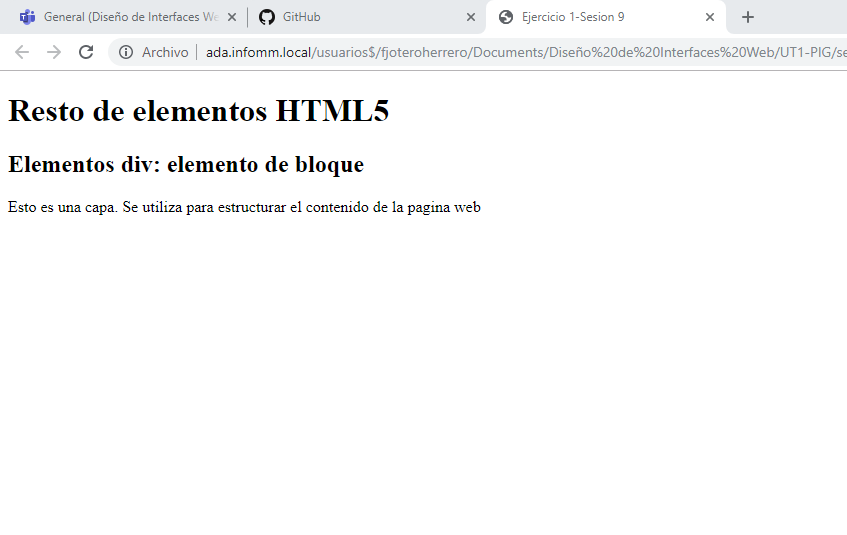 General (Diseño de Interfaces We
GitHub
Ejercicio 1-Sesion 9
Archivo
ada.infomm.local/usuarios$/fjoteroherrero/Documents/Diseño%20de%20Interfaces%20Web/UT1-PIG/se
Resto de elementos HTML5
Elementos div: elemento de bloque
Esto es una capa. Se utiliza para estructurar el contenido de la pagina web